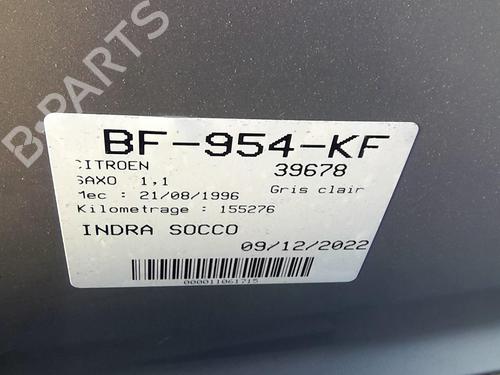 B-PARTS
BF-954-KF
CITROEN 39678
SAXO 1,1 Gris clair
Mec : 21/08/1996
Kilometrage : 155276
INDRA SOCCO
09/12/2022
000011061715
B-PARTS